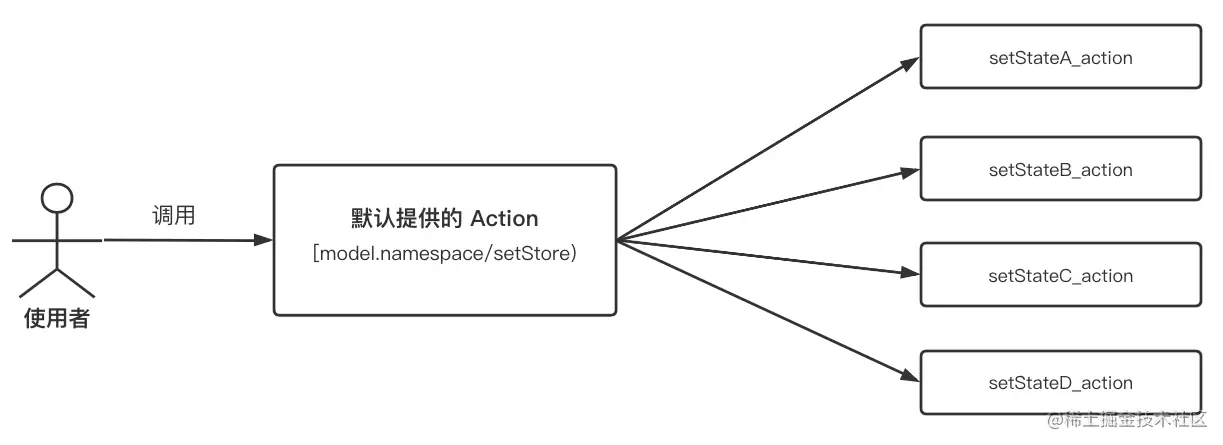 调用
使用者
默认提供的 Action
[model.namespace/setStore)
setStateA_action
setStateB_action
setStateC_action
setStateD_action
@稀土掘金技术社区